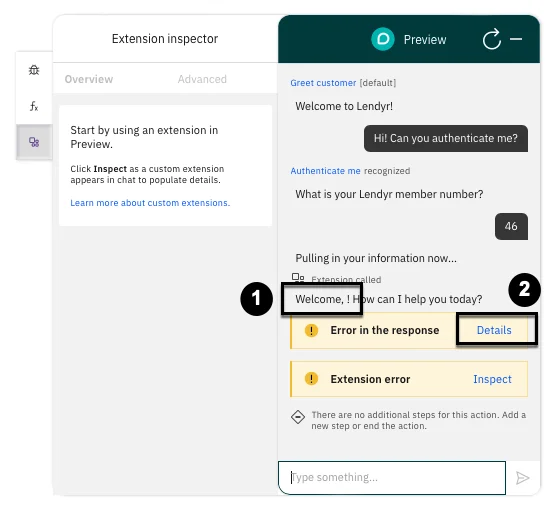 Extension inspector
Overview
Advanced
Start by using an extension in
Preview.
Click Inspect as a custom extension
appears in chat to populate details.
Learn more about custom extensions.
Preview
Greet customer [default]
Welcome to Lendyr!
Hi! Can you authenticate me?
Authenticate me recognized
What is your Lendyr member number?
46
Pulling in your information now...
Extension called
1
Welcome, ! How can I help you today?
2
Error in the response
Details
Extension error
Inspect
There are no additional steps for this action. Add a
new step or end the action.
Type something...
fx